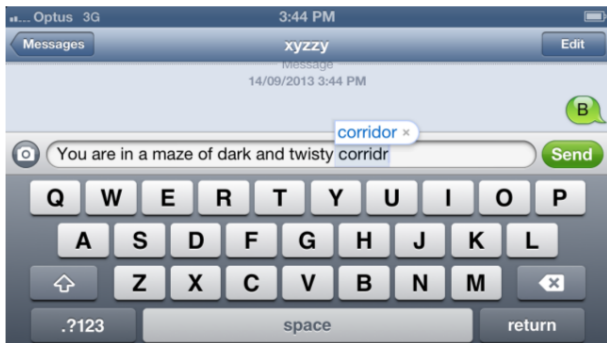 ... Optus 3G 3:44 PM
Messages xyzzy Edit
Message
14/09/2013 3:44 PM
B
corridor ×
You are in a maze of dark and twisty corridr Send
Q W E R T Y U I O P
A S D F G H J K L
Z X C V B N M
.?123 space return